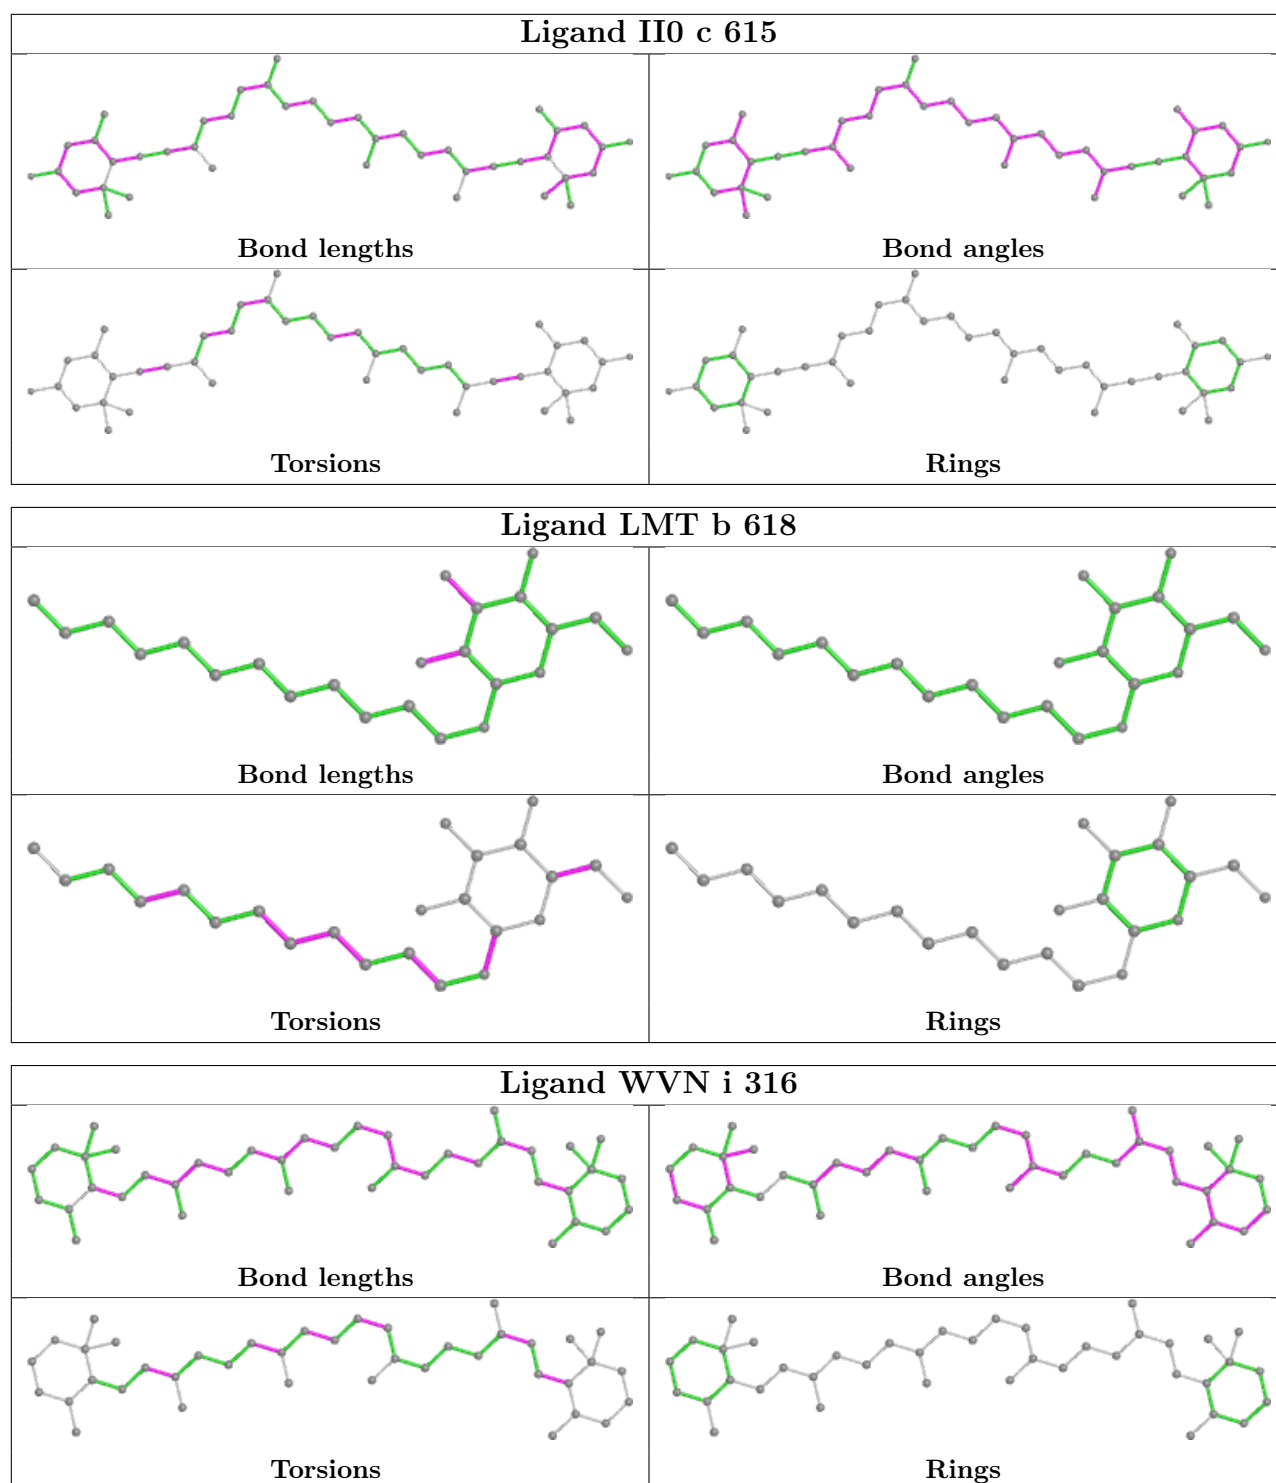 Ligand II0 c 615
Bond lengths
Bond angles
Torsions
Rings
Ligand LMT b 618
Bond lengths
Bond angles
Torsions
Rings
Ligand WVN i 316
Bond lengths
Bond angles
Torsions
Rings